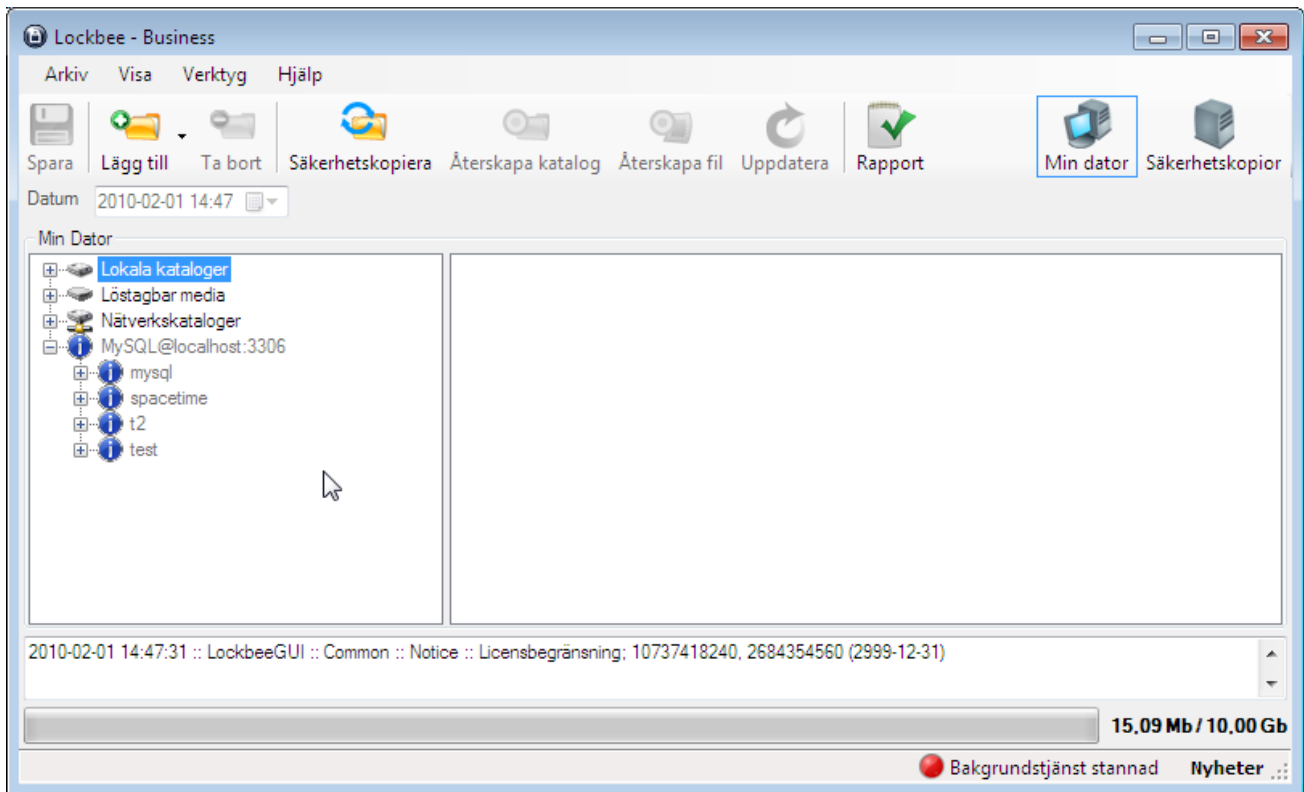 Lockbee - Business
Arkiv Visa Verktyg Hjälp
Spara Lägg till Ta bort Säkerhetskopiera Återskapa katalog Återskapa fil Uppdatera Rapport Min dator Säkerhetskopior
Datum 2010-02-01 14:47
Min Dator
Lokala kataloger
Löstagbar media
Nätverkskataloger
MySQL@localhost:3306
mysql
spacetime
t2
test
2010-02-01 14:47:31 :: LockbeeGUI :: Common :: Notice :: Licensbegränsning; 10737418240, 2684354560 (2999-12-31)
15,09 Mb / 10,00 Gb
Bakgrundstjänst stannad Nyheter